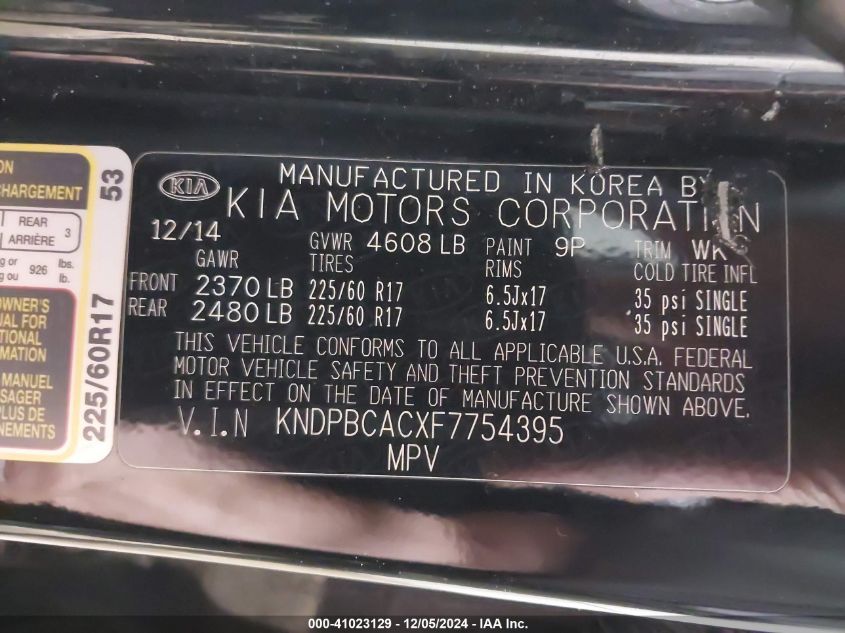 ON
CHARGEMENT
REAR 3
ARRIÈRE
926 lbs.
ou lb.
OWNER'S
UAL FOR
TIONAL
RMATION
MANUEL
SAGER
PLUS DE
NEMENTS
53
225/60R17
KIA
MANUFACTURED IN KOREA BY
KIA MOTORS CORPORATION
12/14 GVWR 4608 LB PAINT 9P TRIM WK
GAWR TIRES RIMS COLD TIRE INFL
FRONT 2370 LB 225/60 R17 6.5Jx17 35 psi SINGLE
REAR 2480 LB 225/60 R17 6.5Jx17 35 psi SINGLE
THIS VEHICLE CONFORMS TO ALL APPLICABLE U.S.A. FEDERAL
MOTOR VEHICLE SAFETY AND THEFT PREVENTION STANDARDS
IN EFFECT ON THE DATE OF MANUFACTURE SHOWN ABOVE.
V.I.N KNDPBCACXF7754395
MPV
000-41023129 - 12/05/2024 - IAA Inc.